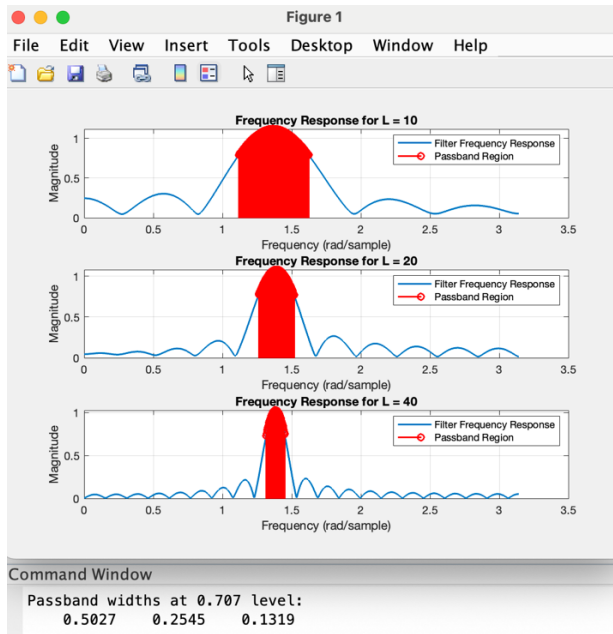 Figure 1
File Edit View Insert Tools Desktop Window Help
Frequency Response for L = 10
Magnitude
1
0.5
0
Filter Frequency Response
Passband Region
0 0.5 1 1.5 2 2.5 3 3.5
Frequency (rad/sample)
Frequency Response for L = 20
Magnitude
1
0.5
0
Filter Frequency Response
Passband Region
0 0.5 1 1.5 2 2.5 3 3.5
Frequency (rad/sample)
Frequency Response for L = 40
Magnitude
1
0.5
0
Filter Frequency Response
Passband Region
0 0.5 1 1.5 2 2.5 3 3.5
Frequency (rad/sample)
Command Window
Passband widths at 0.707 level:
0.5027 0.2545 0.1319